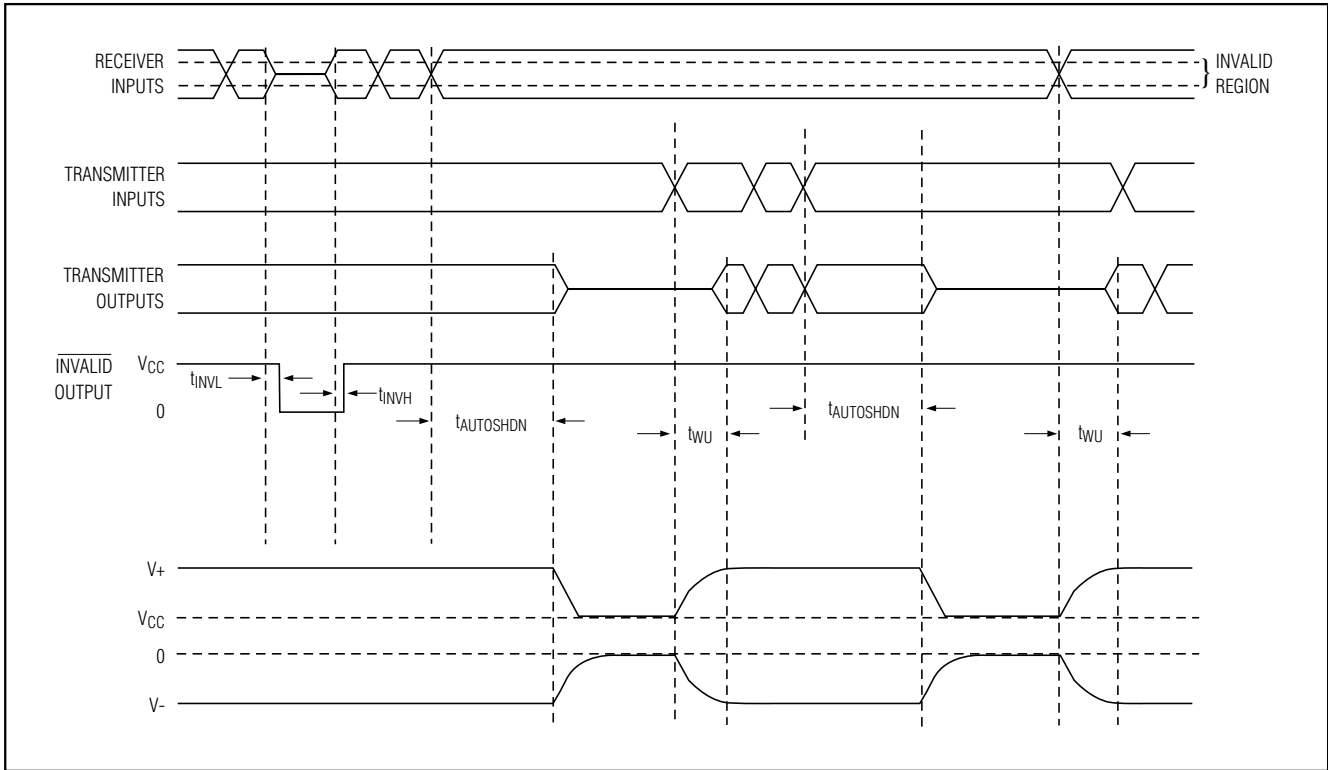 RECEIVER
INPUTS
} INVALID
REGION
TRANSMITTER
INPUTS
TRANSMITTER
OUTPUTS
INVALID
OUTPUT
VCC
0
tINVL
tINVH
tAUTOSHDN
tWU
tAUTOSHDN
tWU
V+
VCC
0
V-